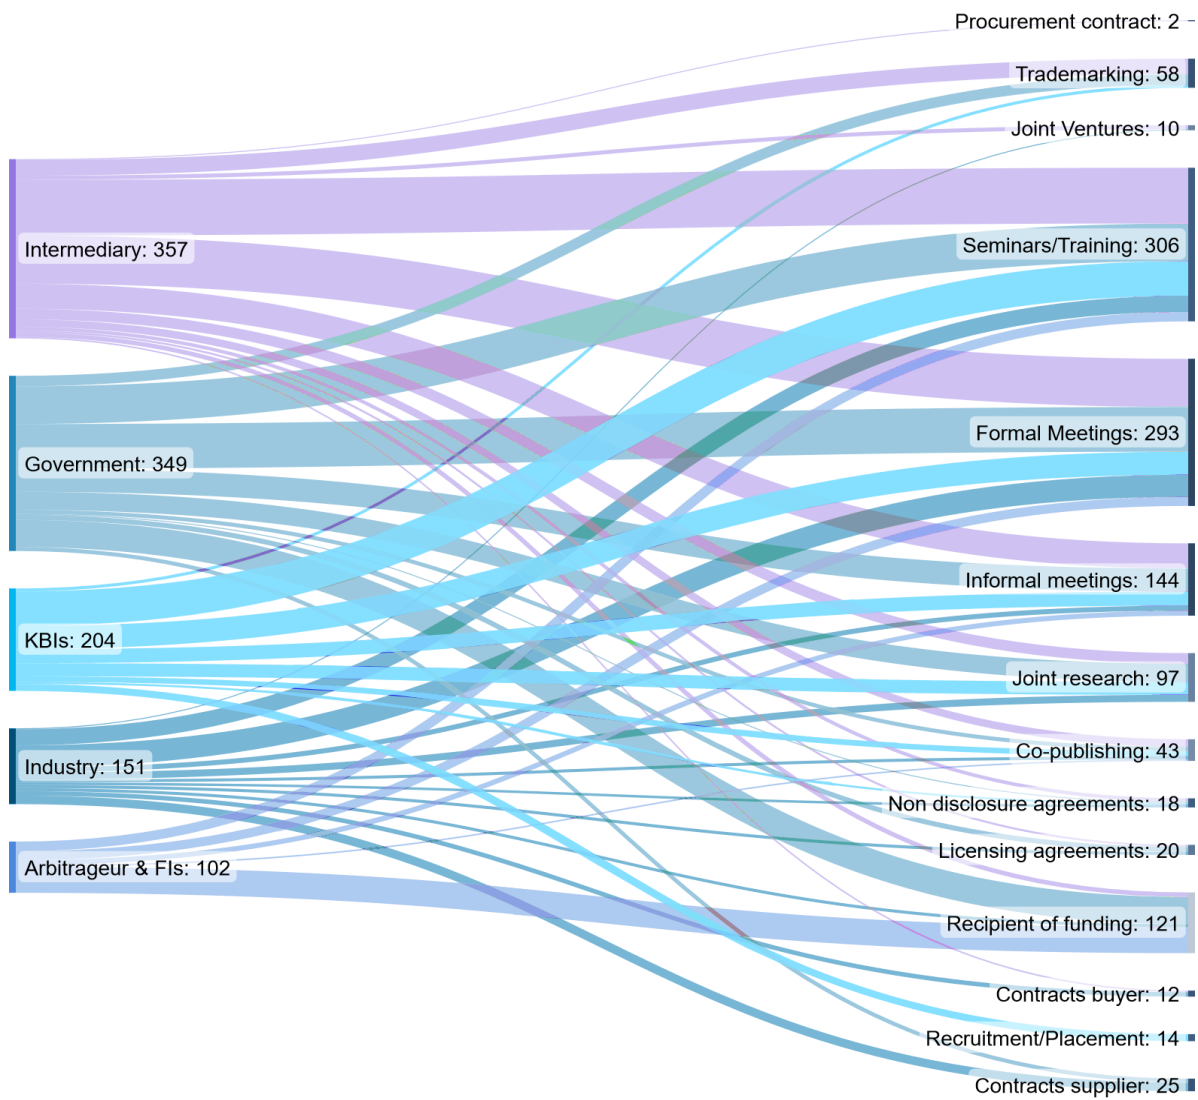 Procurement contract: 2
Trademarking: 58
Joint Ventures: 10
Intermediary: 357
Seminars/Training: 306
Formal Meetings: 293
Government: 349
Informal meetings: 144
KBIs: 204
Joint research: 97
Co-publishing: 43
Industry: 151
Non disclosure agreements: 18
Licensing agreements: 20
Arbitrageur & FIs: 102
Recipient of funding: 121
Contracts buyer: 12
Recruitment/Placement: 14
Contracts supplier: 25